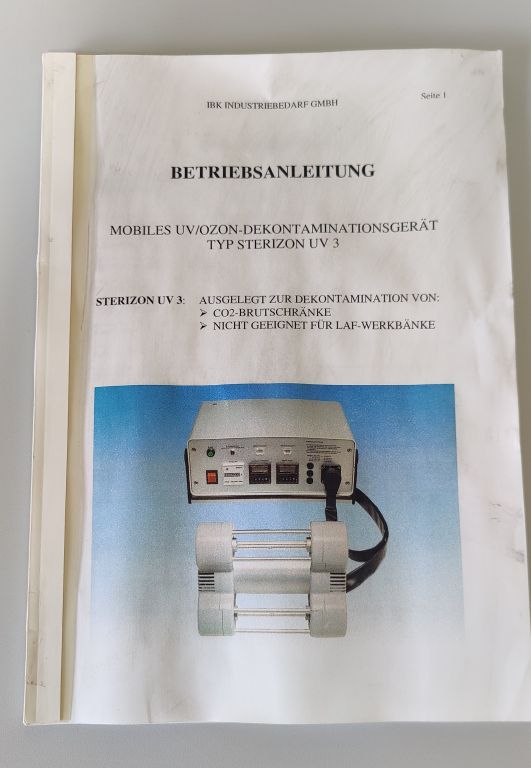 IBK INDUSTRIEBEDARF GMBH
Seite 1
BETRIEBSANLEITUNG
MOBILES UV/OZON-DEKONTAMINATIONSGERÄT
TYP STERIZON UV 3
STERIZON UV 3: AUSGELEGT ZUR DEKONTAMINATION VON:
➢ CO2-BRUTSCHRÄNKE
➢ NICHT GEEIGNET FÜR LAF-WERKBÄNKE